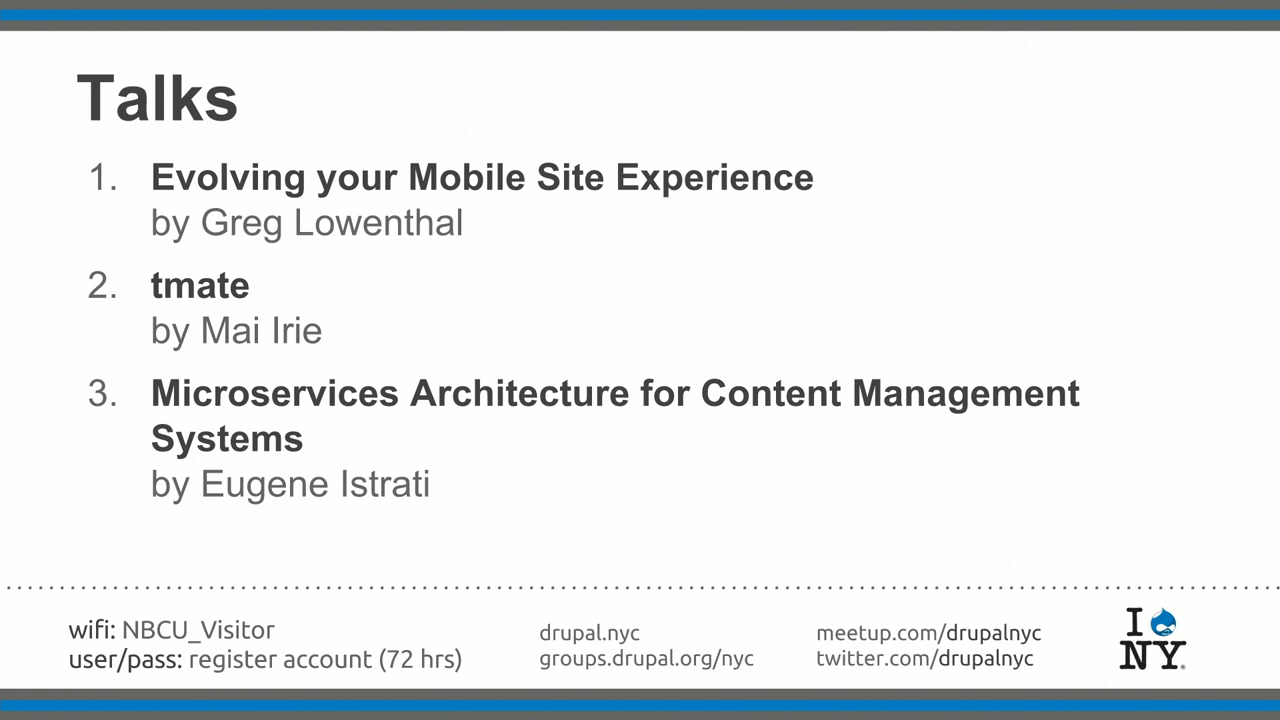 Talks
1. Evolving your Mobile Site Experience
by Greg Lowenthal
2. tmate
by Mai Irie
3. Microservices Architecture for Content Management
Systems
by Eugene Istrati
wifi: NBCU_Visitor
user/pass: register account (72 hrs)
drupal.nyc
groups.drupal.org/nyc
meetup.com/drupalnyc
twitter.com/drupalnyc
I
NY®